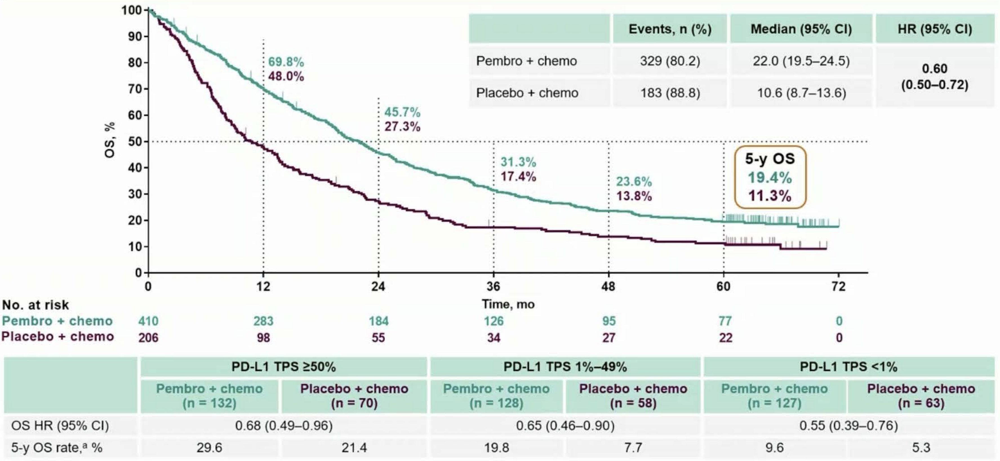 Events, n (%) Median (95% CI) HR (95% CI)
Pembro + chemo 329 (80.2) 22.0 (19.5–24.5) 0.60 (0.50–0.72)
Placebo + chemo 183 (88.8) 10.6 (8.7–13.6)
OS, %
100
90
80
70
60
50
40
30
20
10
0
69.8%
48.0%
45.7%
27.3%
31.3%
17.4%
23.6%
13.8%
5-y OS
19.4%
11.3%
0 12 24 36 48 60 72
Time, mo
No. at risk
Pembro + chemo 410 283 184 126 95 77 0
Placebo + chemo 206 98 55 34 27 22 0
PD-L1 TPS ≥50% PD-L1 TPS 1%–49% PD-L1 TPS <1%
Pembro + chemo Placebo + chemo Pembro + chemo Placebo + chemo Pembro + chemo Placebo + chemo
(n = 132) (n = 70) (n = 128) (n = 58) (n = 127) (n = 63)
OS HR (95% CI) 0.68 (0.49–0.96) 0.65 (0.46–0.90) 0.55 (0.39–0.76)
5-y OS rate,ᵃ % 29.6 21.4 19.8 7.7 9.6 5.3